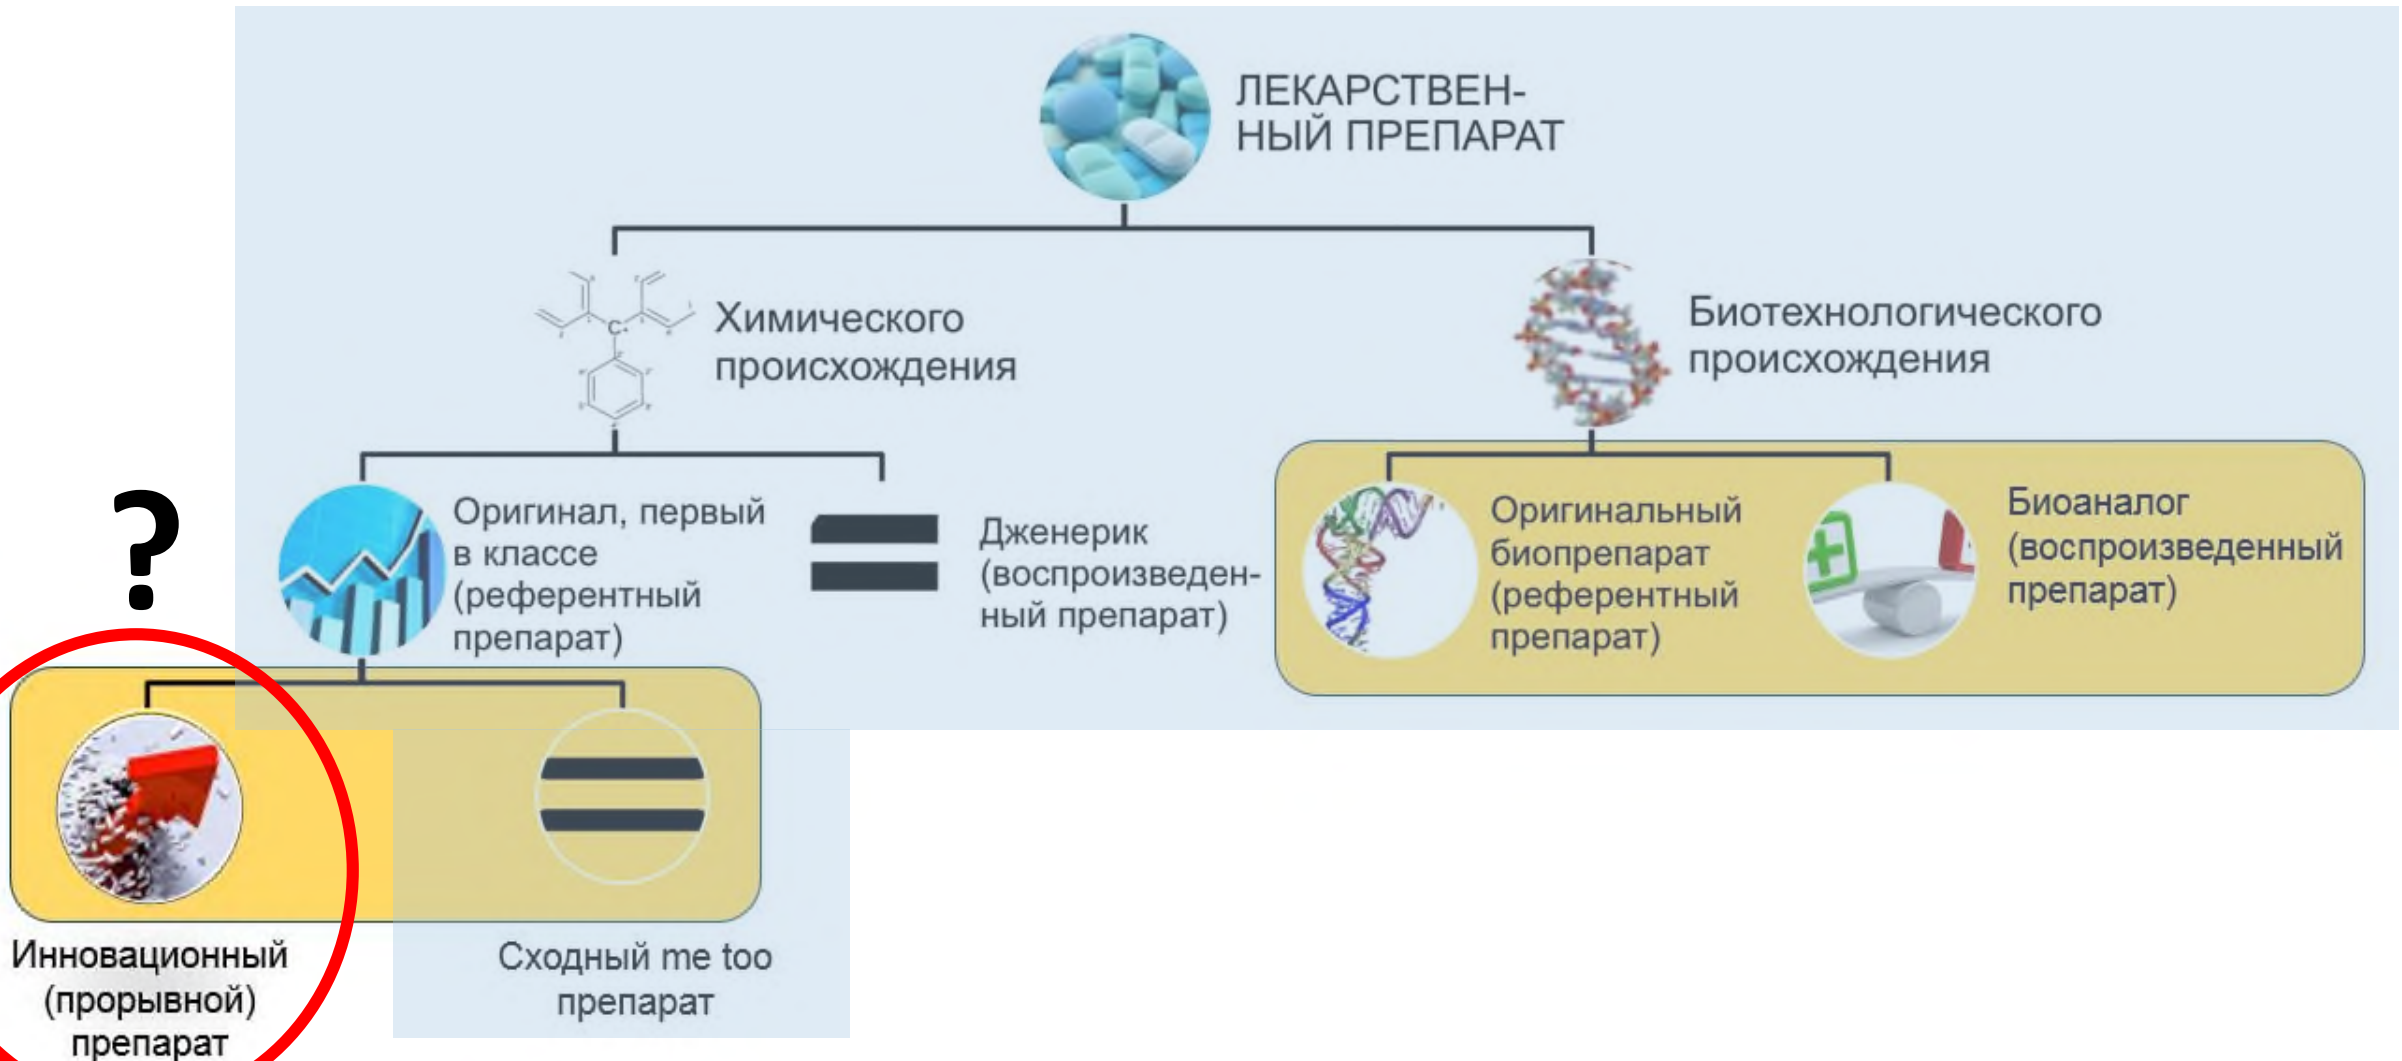 ЛЕКАРСТВЕН-
НЫЙ ПРЕПАРАТ
Химического
происхождения
Биотехнологического
происхождения
?
Оригинал, первый
в классе
(референтный
препарат)
Дженерик
(воспроизведен-
ный препарат)
Оригинальный
биопрепарат
(референтный
препарат)
Биоаналог
(воспроизведенный
препарат)
Инновационный
(прорывной)
препарат
Сходный me too
препарат